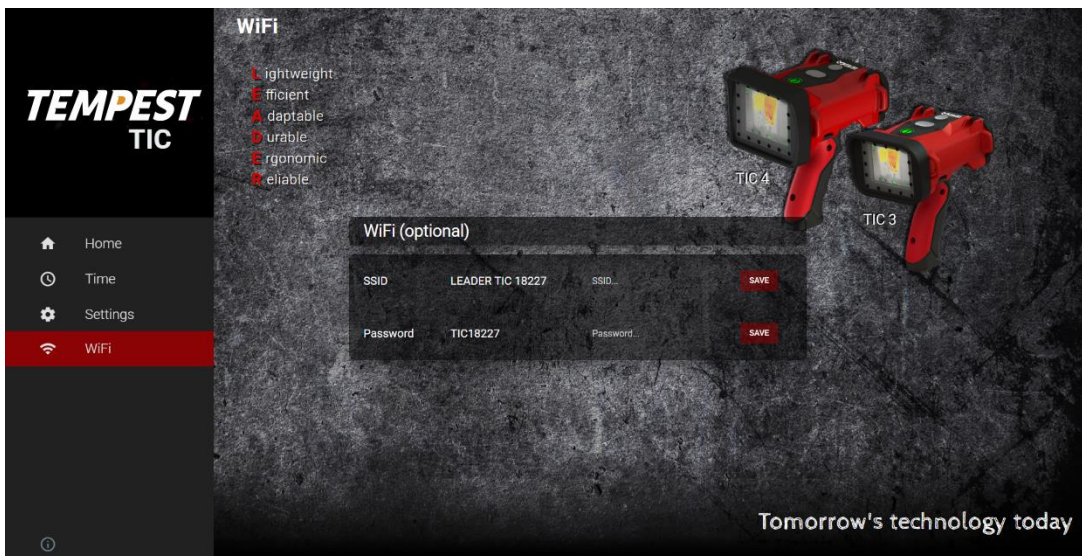 WiFi
Lightweight
Efficient
Adaptable
Durable
Ergonomic
Reliable
TEMPEST
TIC
TIC 4
TIC 3
Home
Time
Settings
WiFi
WiFi (optional)
SSID LEADER TIC 18227 SSID... SAVE
Password TIC18227 Password... SAVE
Tomorrow's technology today